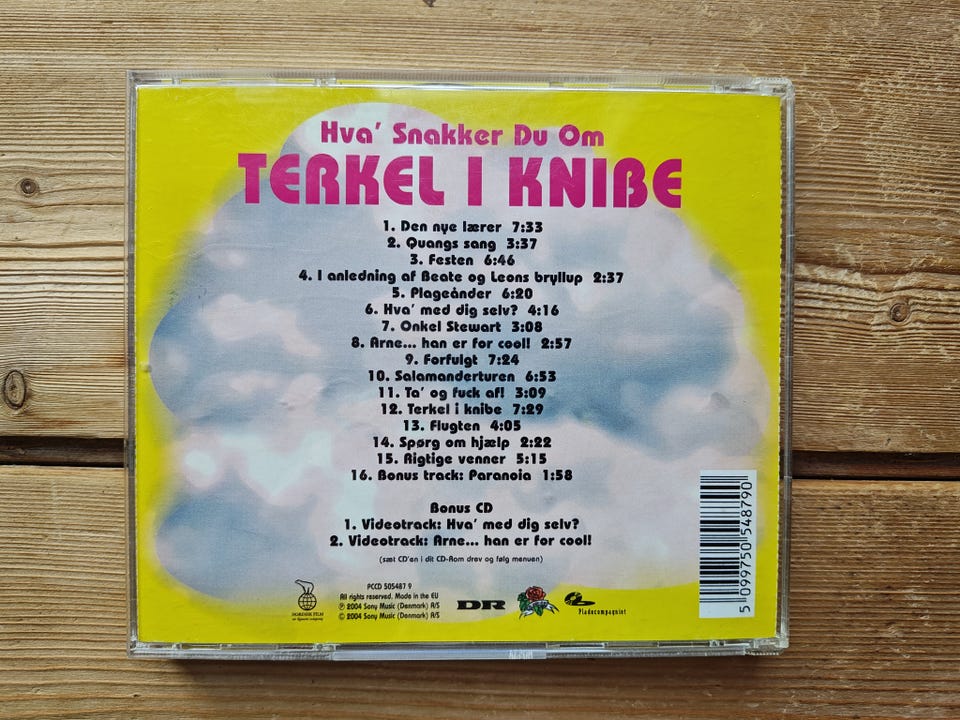 Hva' Snakker Du Om
TERKEL I KNIBE
1. Den nye lærer 7:33
2. Quangs sang 3:37
3. Festen 6:46
4. I anledning af Beate og Leons bryllup 2:37
5. Plageånder 6:20
6. Hva' med dig selv? 4:16
7. Onkel Stewart 3:08
8. Arne... han er for cool! 2:57
9. Forfulgt 7:24
10. Salamanderturen 6:53
11. Ta' og fuck af! 3:09
12. Terkel i knibe 7:29
13. Flugten 4:05
14. Spørg om hjælp 2:22
15. Rigtige venner 5:15
16. Bonus track: Paranoia 1:58
Bonus CD
1. Videotrack: Hva' med dig selv?
2. Videotrack: Arne... han er for cool!
(sæt CD'en i dit CD-Rom drev og følg menuen)
NORDISK FILM
PCCD 505487 9
All rights reserved. Made in the EU
℗ 2004 Sony Music (Denmark) A/S
© 2004 Sony Music (Denmark) A/S
DR
Pladecompagniet
5 099750 548790